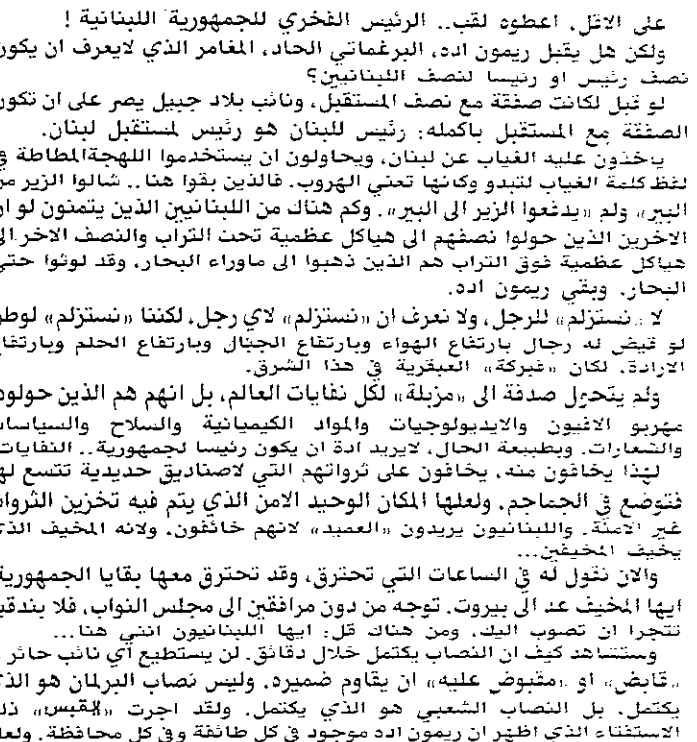 على الاقل. اعطوه لقب.. الرئيس الفخري للجمهورية اللبنانية !
ولكن هل يقبل ريمون اده، البرغماتي الحاد، المغامر الذي لايعرف ان يكون
نصف رئيس او رئيسا لنصف اللبنانيين؟
لو قبل لكانت صفقة مع نصف المستقبل، ونائب بلاد جبيل يصر على ان تكون
الصفقة مع المستقبل باكمله: رئيس للبنان هو رئيس لمستقبل لبنان.
ياخذون عليه الغياب عن لبنان، ويحاولون ان يستخدموا اللهجة المطاطة في
لفظ كلمة الغياب لتبدو وكانها تعني الهروب. فالذين بقوا هنا.. شالوا الزير من
البير» ولم «يدفعوا الزير الى البير». وكم هناك من اللبنانيين الذين يتمنون لو ان
الاخرين الذين حولوا نصفهم الى هياكل عظمية تحت التراب والنصف الاخر الى
هياكل عظمية فوق التراب هم الذين ذهبوا الى ماوراء البحار. وقد لوثوا حتى
البحار. وبقي ريمون اده.
لا «نستزلم» للرجل، ولا نعرف ان «نستزلم» لاي رجل. لكننا «نستزلم» لوطن
لو قيض له رجال بارتفاع الهواء وبارتفاع الجبال وبارتفاع الحلم وبارتفاع
الارادة. لكان «فبركة» العبقرية في هذا الشرق.
ولم يتحول صدفة الى «مزبلة» لكل نفايات العالم، بل انهم هم الذين حولوه
مهربو الافيون والايديولوجيات والمواد الكيميائية والسلاح والسياسات
والشعارات. وبطبيعة الحال، لايريد ادة ان يكون رئيسا لجمهورية.. النفايات
لهذا يخافون منه. يخافون على ثرواتهم التي لاصناديق حديدية تتسع لها
فتوضع في الجماجم. ولعلها المكان الوحيد الامن الذي يتم فيه تخزين الثروات
غير الامنة. واللبنانيون يريدون «العميد» لانهم خائفون. ولانه المخيف الذي
يخيف المخيفين...
والان نقول له في الساعات التي تحترق، وقد تحترق معها بقايا الجمهورية
ايها المخيف عد الى بيروت. توجه من دون مرافقين الى مجلس النواب، فلا بندقية
تتجرا ان تصوب اليك. ومن هناك قل: ايها اللبنانيون انني هنا...
وستشاهد كيف ان النصاب يكتمل خلال دقائق. لن يستطيع اي نائب حائر
«قابض» او «مقبوض عليه» ان يقاوم ضميره. وليس نصاب البرلمان هو الذي
يكتمل. بل النصاب الشعبي هو الذي يكتمل. ولقد اجرت «القبس» ذلك
الاستفتاء الذي اظهر ان ريمون اده موجود في كل طائفة وفي كل محافظة. ولعل